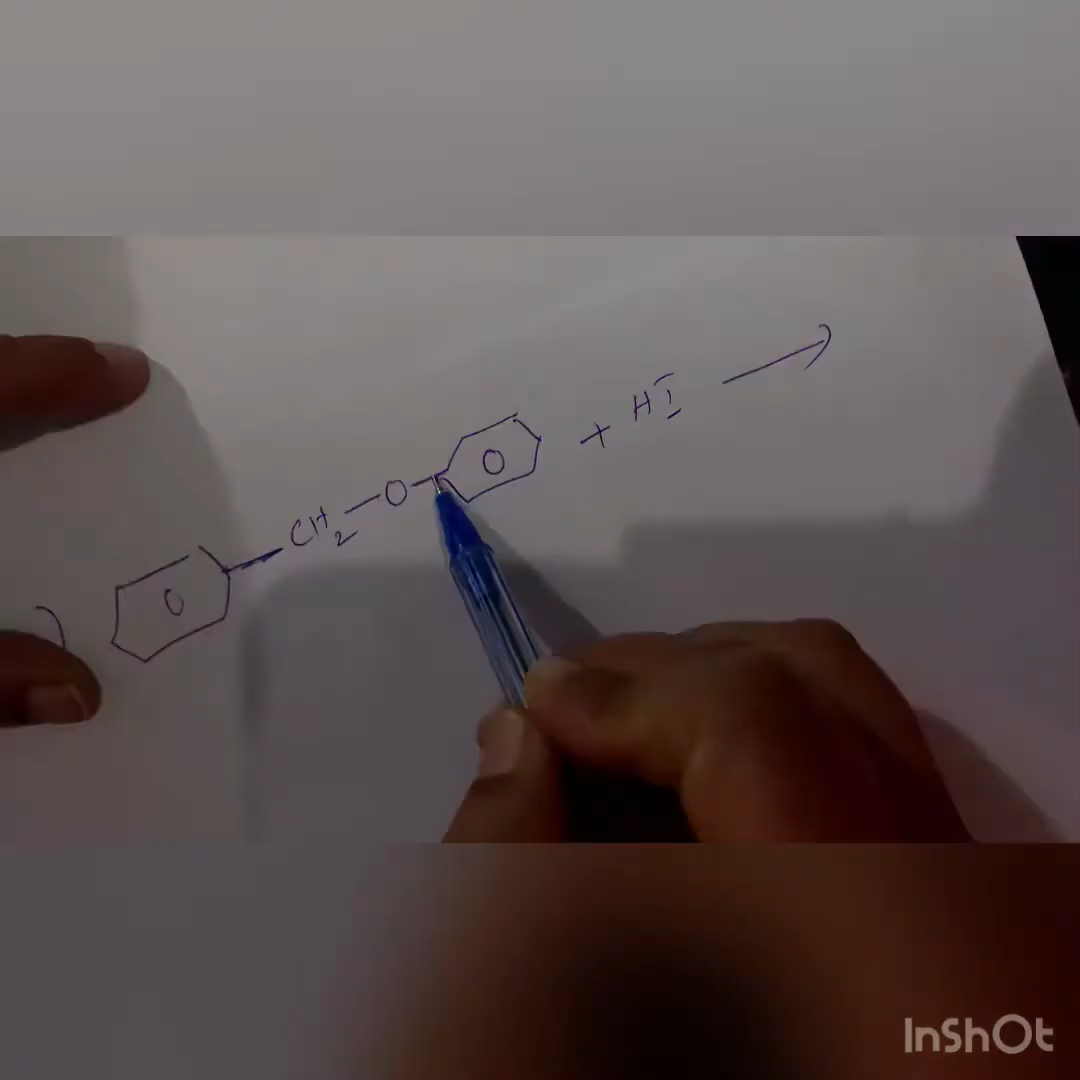 ) CH₂ - O - + HI →
InShOt